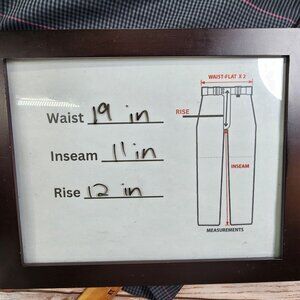 WAIST-FLAT X 2
Waist 19 in
RISE
Inseam 11 in
INSEAM
Rise 12 in
MEASUREMENTS